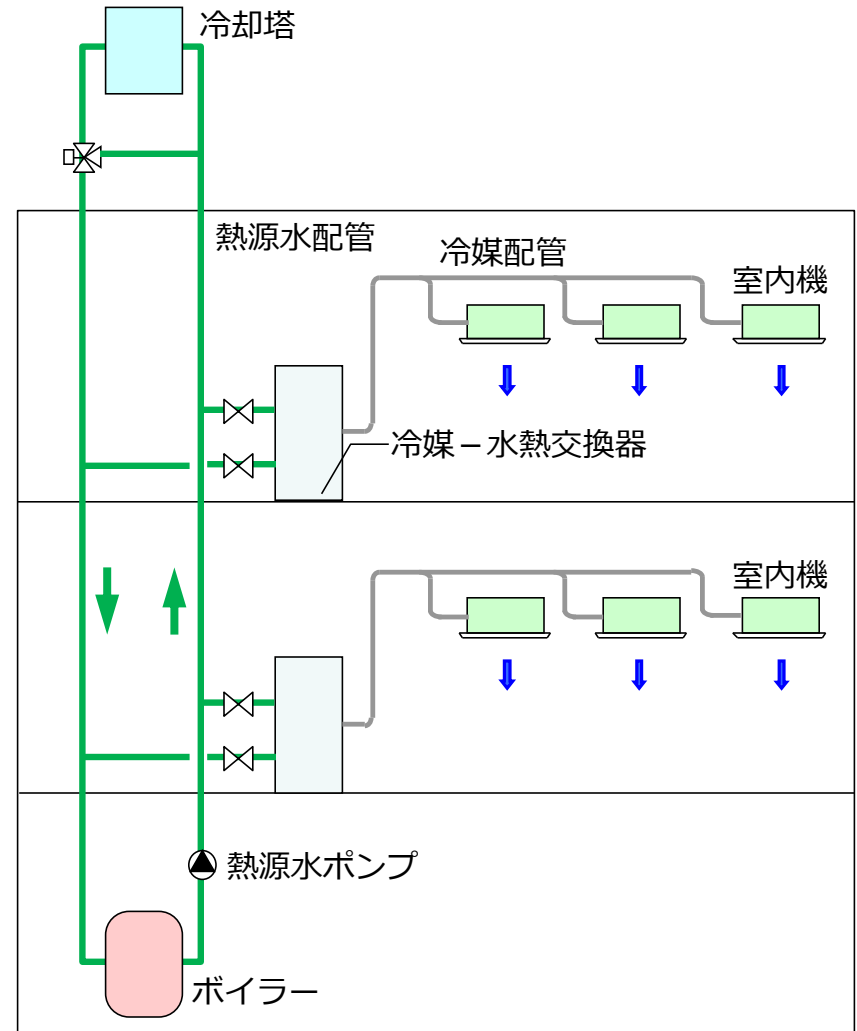 冷却塔
熱源水配管
冷媒配管
室内機
冷媒－水熱交換器
室内機
熱源水ポンプ
ボイラー